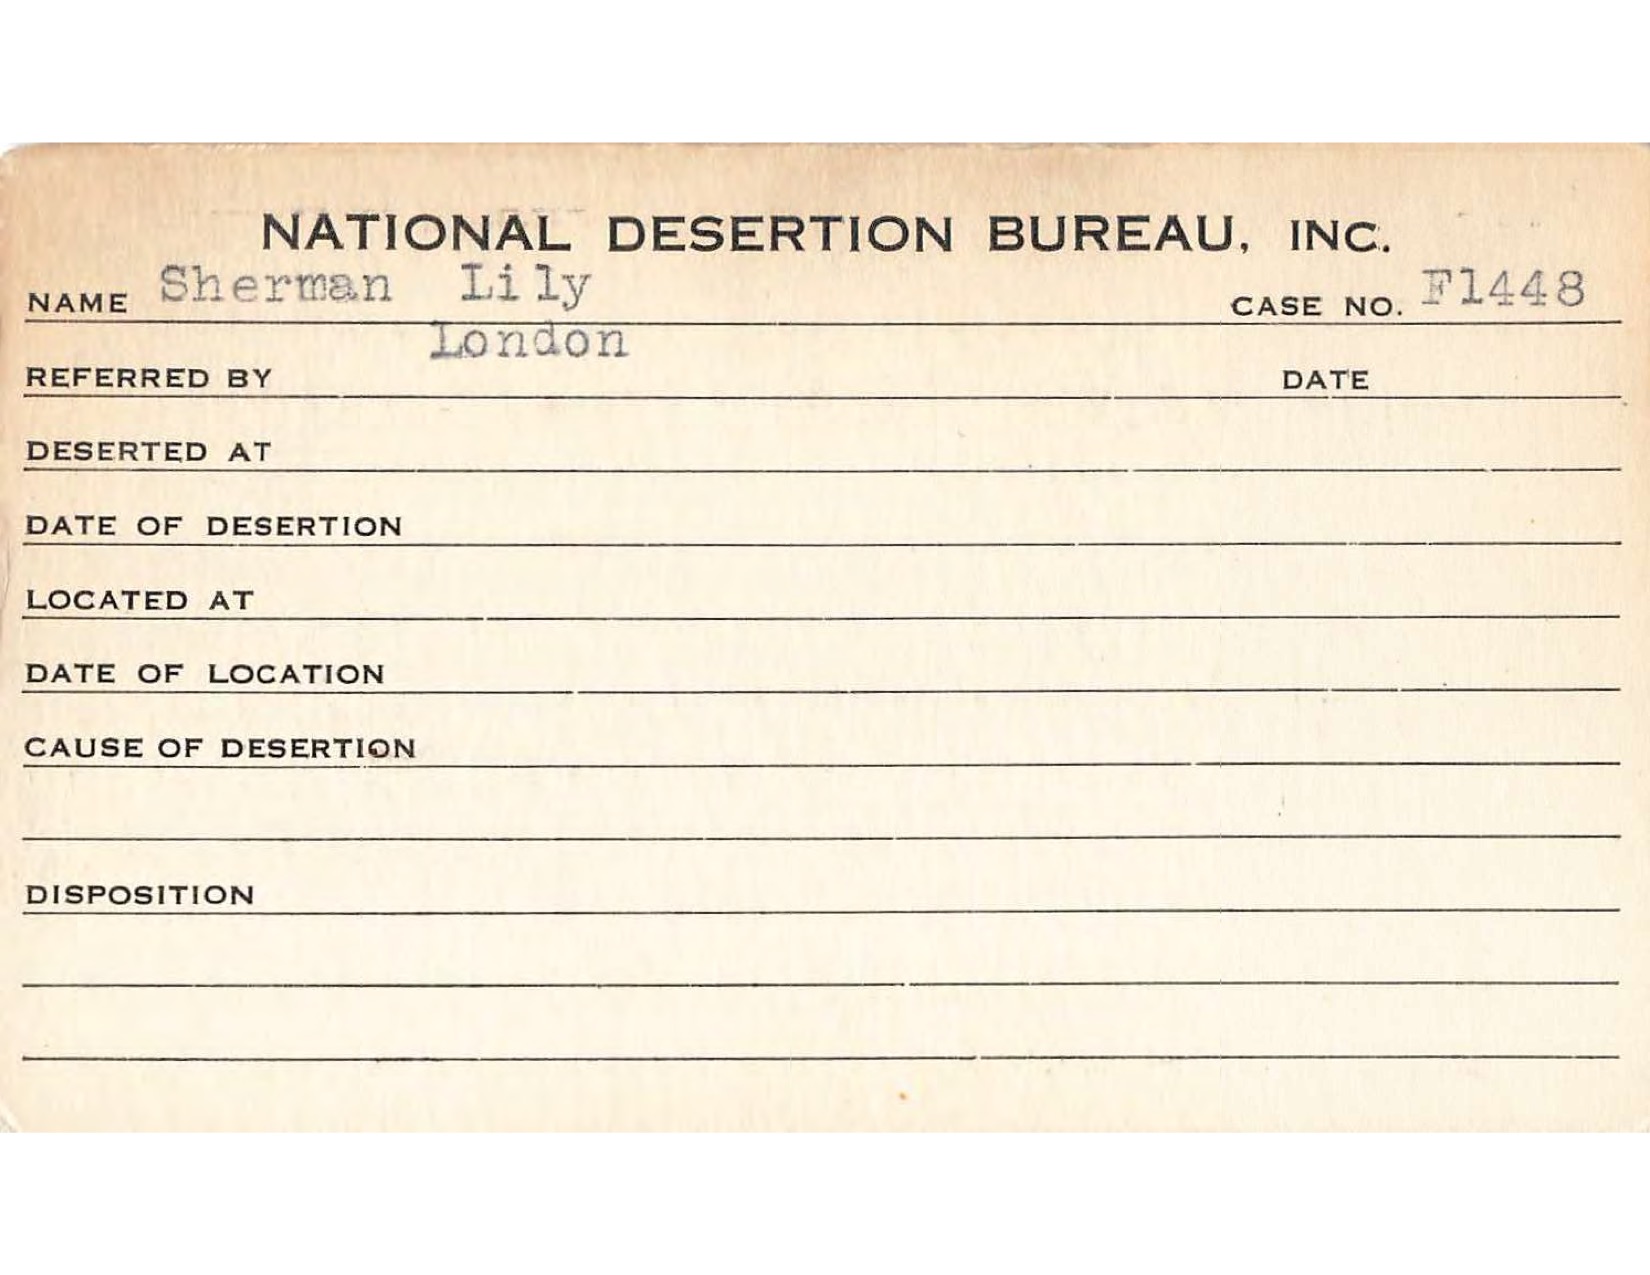 NATIONAL DESERTION BUREAU, INC.
NAME Sherman Lily CASE NO. F1448
London
REFERRED BY DATE
DESERTED AT
DATE OF DESERTION
LOCATED AT
DATE OF LOCATION
CAUSE OF DESERTION
DISPOSITION